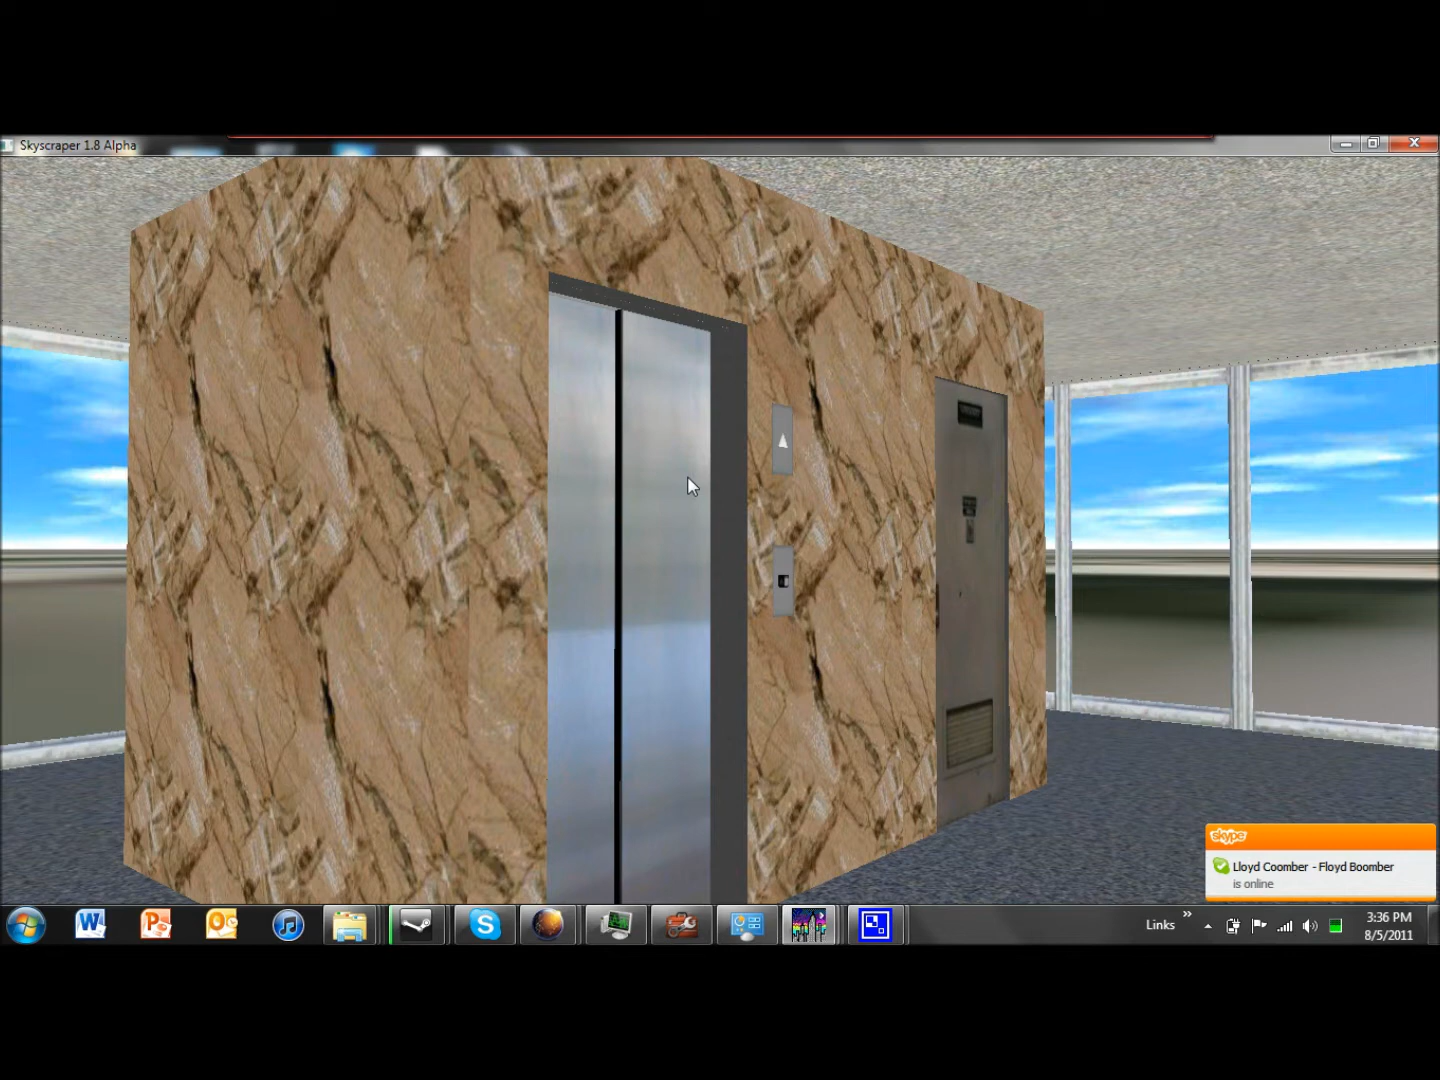 Skyscraper 1.8 Alpha
skype
Lloyd Coomber - Floyd Boomber
is online
Links
»
3:36 PM
8/5/2011